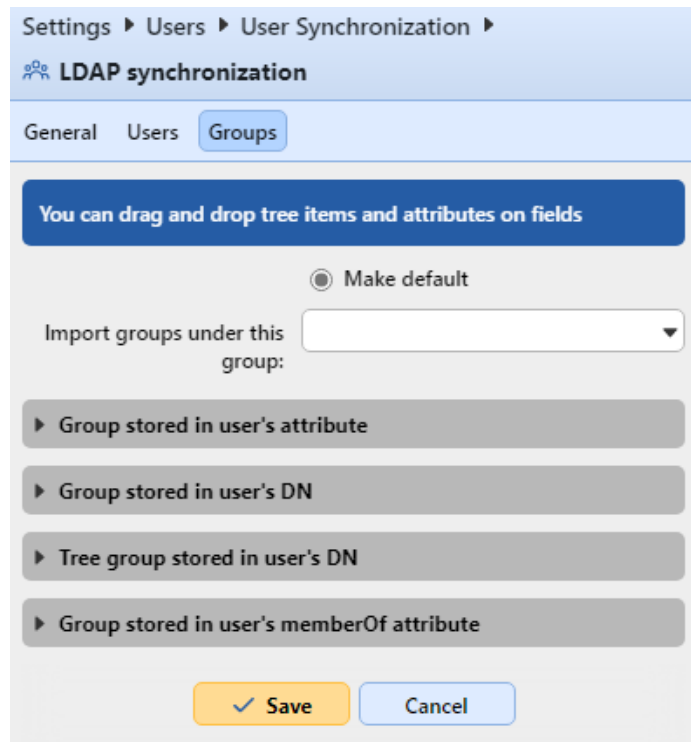 Settings ▸ Users ▸ User Synchronization ▸
LDAP synchronization
General Users Groups
You can drag and drop tree items and attributes on fields
Make default
Import groups under this
group:
Group stored in user's attribute
Group stored in user's DN
Tree group stored in user's DN
Group stored in user's memberOf attribute
Save Cancel